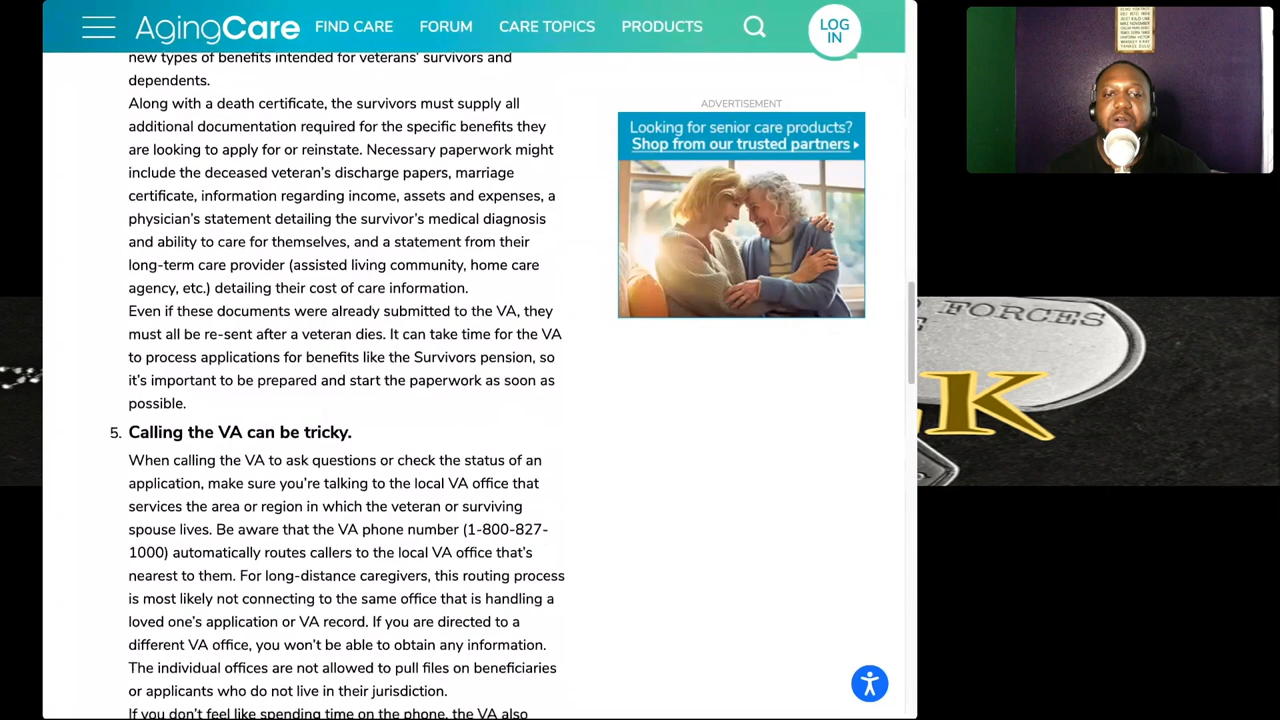 AgingCare
FIND CARE
UM
CARE TOPICS
PRODUCTS
LOG
IN
new types of benefits intended for veterans' survivors and
dependents.
Along with a death certificate, the survivors must supply all
additional documentation required for the specific benefits they
are looking to apply for or reinstate. Necessary paperwork might
include the deceased veteran's discharge papers, marriage
certificate, information regarding income, assets and expenses, a
physician's statement detailing the survivor's medical diagnosis
and ability to care for themselves, and a statement from their
long-term care provider (assisted living community, home care
agency, etc.) detailing their cost of care information.
Even if these documents were already submitted to the VA, they
must all be re-sent after a veteran dies. It can take time for the VA
to process applications for benefits like the Survivors pension, so
it's important to be prepared and start the paperwork as soon as
possible.
5. Calling the VA can be tricky.
When calling the VA to ask questions or check the status of an
application, make sure you're talking to the local VA office that
services the area or region in which the veteran or surviving
spouse lives. Be aware that the VA phone number (1-800-827-
1000) automatically routes callers to the local VA office that's
nearest to them. For long-distance caregivers, this routing process
is most likely not connecting to the same office that is handling a
loved one's application or VA record. If you are directed to a
different VA office, you won't be able to obtain any information.
The individual offices are not allowed to pull files on beneficiaries
or applicants who do not live in their jurisdiction.
If you don't feel like spending time on the phone, the VA also
ADVERTISEMENT
Looking for senior care products?
Shop from our trusted partners
FORCES
K